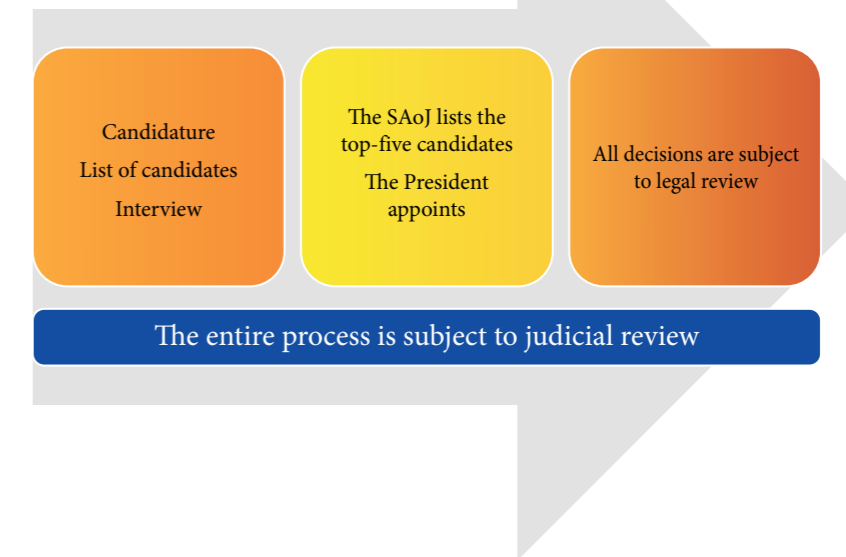 Candidature
List of candidates
Interview
The SAoJ lists the
top-five candidates
The President
appoints
All decisions are subject
to legal review
The entire process is subject to judicial review